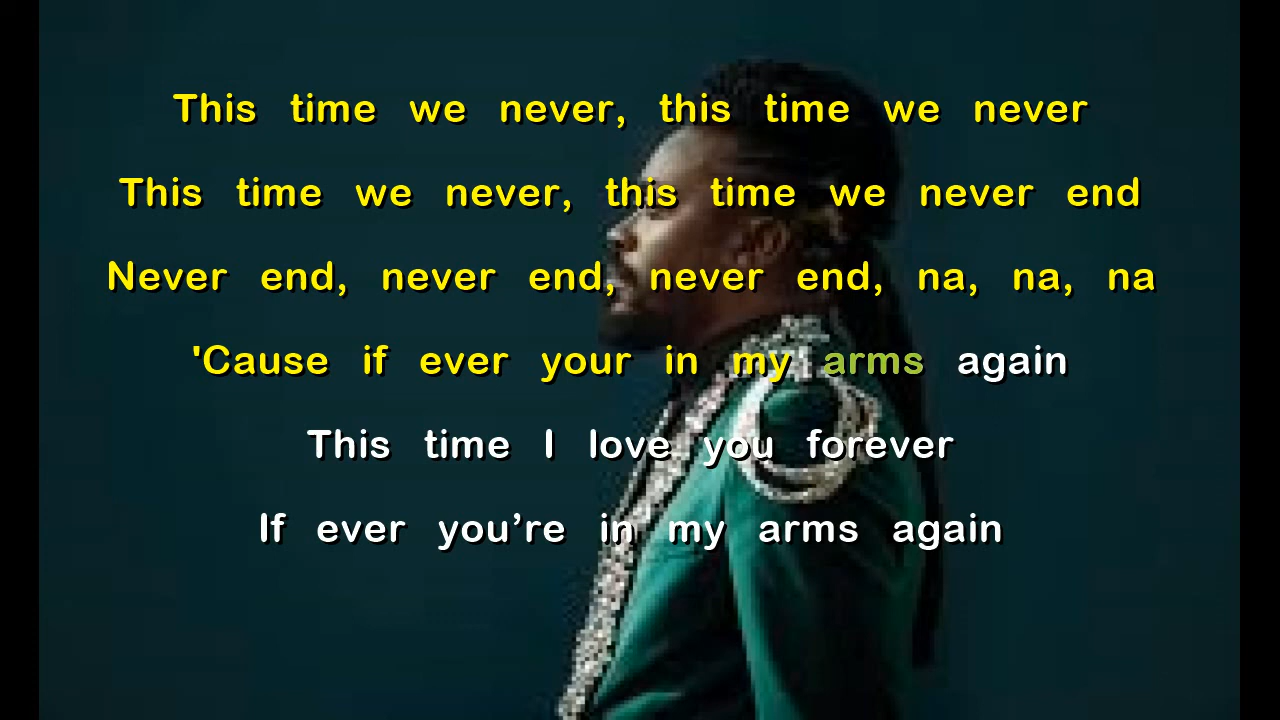 This time we never, this time we never
This time we never, this time we never end
Never end, never end, never end, na, na, na
'Cause if ever your in my arms again
This time I love you forever
If ever you’re in my arms again